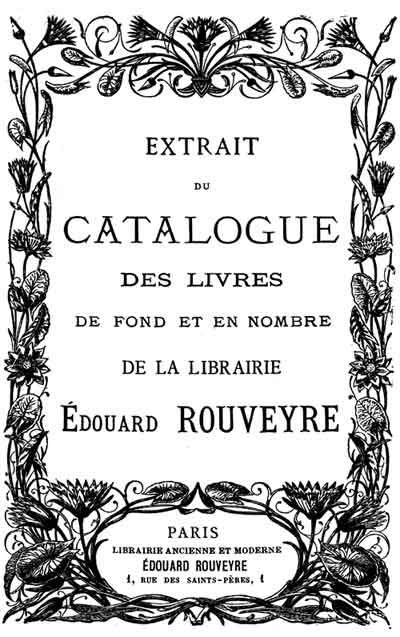 EXTRAIT
DU
CATALOGUE
DES LIVRES
DE FOND ET EN NOMBRE
DE LA LIBRAIRIE
ÉDOUARD ROUVEYRE
PARIS
LIBRAIRIE ANCIENNE ET MODERNE
ÉDOUARD ROUVEYRE
1, RUE DES SAINTS-PÈRES, 1